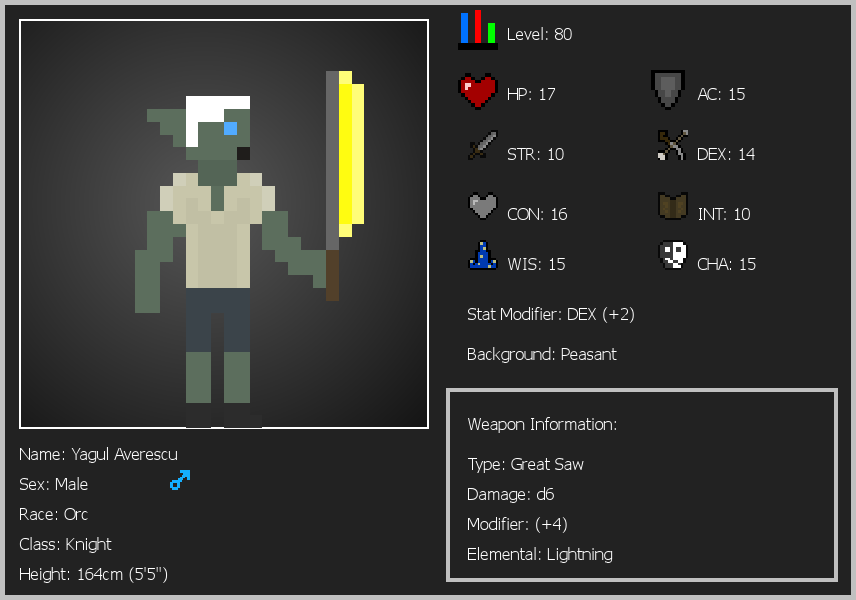 Level: 80
HP: 17
AC: 15
STR: 10
DEX: 14
CON: 16
INT: 10
WIS: 15
CHA: 15
Stat Modifier: DEX (+2)
Background: Peasant
Weapon Information:
Type: Great Saw
Damage: d6
Modifier: (+4)
Elemental: Lightning
Name: Yagul Averescu
Sex: Male
Race: Orc
Class: Knight
Height: 164cm (5'5")